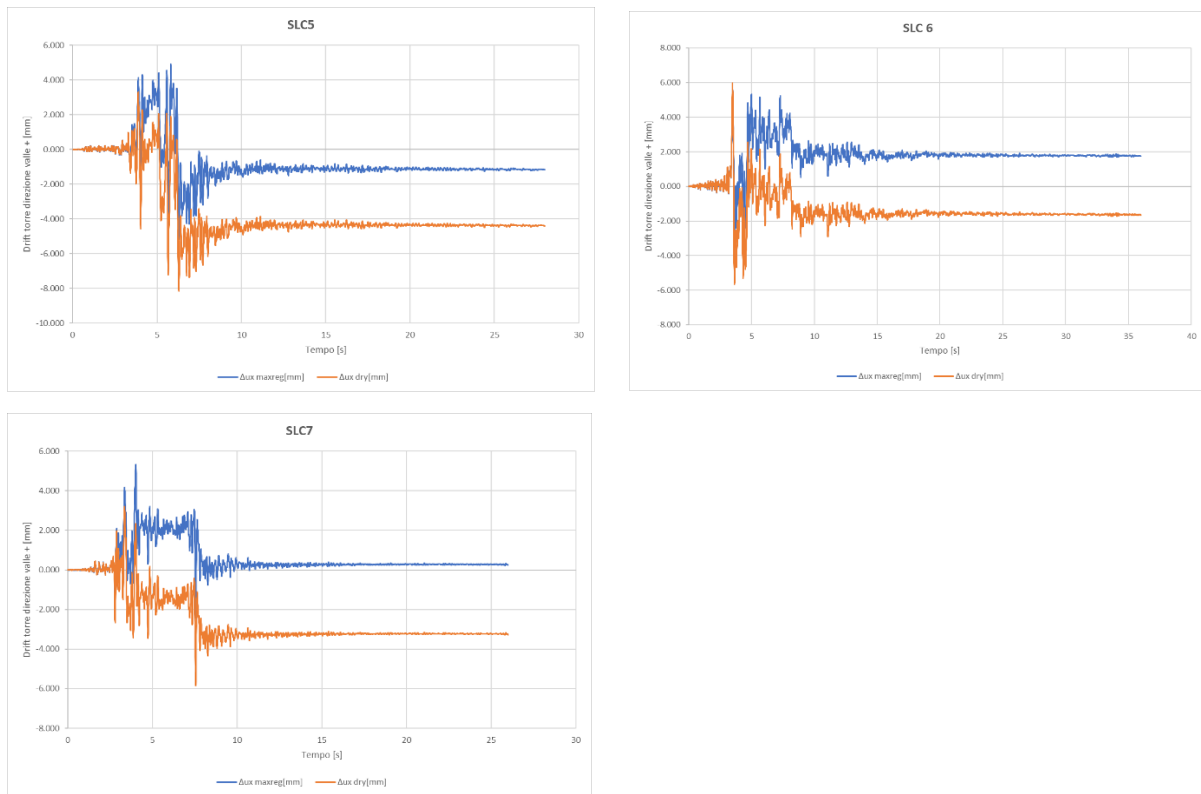 SLC5
6.000
4.000
2.000
0.000
-2.000
-4.000
-6.000
-8.000
-10.000
0 5 10 15 20 25 30
Drift torre direzione valle + [mm]
Tempo [s]
Δux maxreg[mm] Δux dry[mm]
SLC 6
8.000
6.000
4.000
2.000
0.000
-2.000
-4.000
-6.000
8.000
0 5 10 15 20 25 30 35 40
Drift torre direzione valle + [mm]
Tempo [s]
Δux maxreg[mm] Δux dry[mm]
SLC7
6.000
4.000
2.000
0.000
-2.000
-4.000
-6.000
-8.000
0 5 10 15 20 25 30
Drift torre direzione valle + [mm]
Tempo [s]
Δux maxreg[mm] Δux dry[mm]